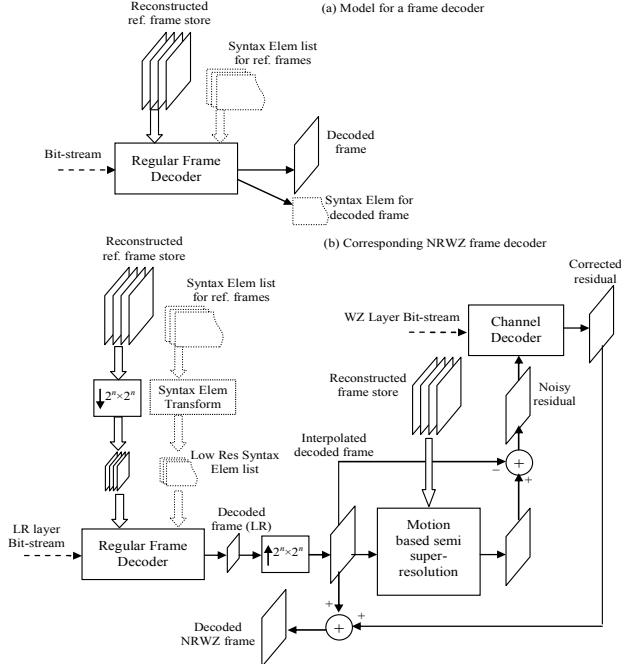 (a) Model for a frame decoder
Reconstructed
ref. frame store
Syntax Elem list
for ref. frames
Bit-stream
Regular Frame
Decoder
Decoded
frame
Syntax Elem for
decoded frame
(b) Corresponding NRWZ frame decoder
Reconstructed
ref. frame store
Syntax Elem list
for ref. frames
Corrected
residual
WZ Layer Bit-stream
Channel
Decoder
2ⁿ×2ⁿ
Syntax Elem
Transform
Reconstructed
frame store
Noisy
residual
Low Res Syntax
Elem list
Interpolated
decoded frame
−
+
+
LR layer
Bit-stream
Regular Frame
Decoder
Decoded
frame (LR)
2ⁿ×2ⁿ
Motion
based semi
super-
resolution
+
+
+
Decoded
NRWZ frame